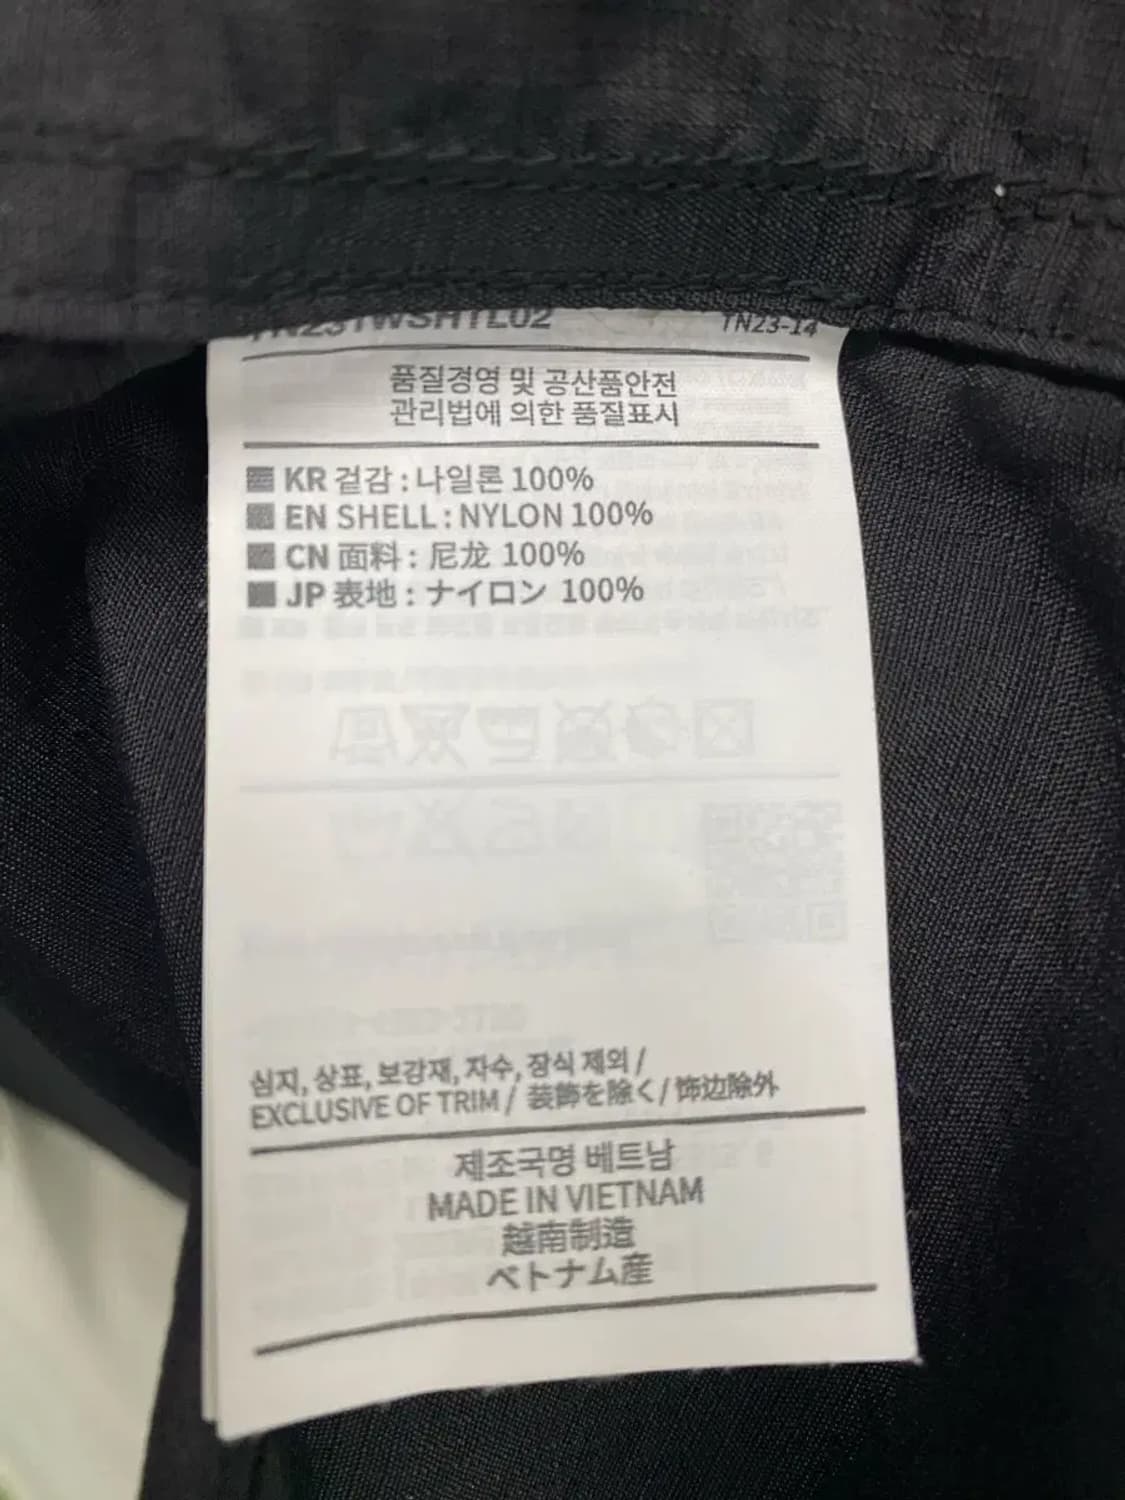 TN231WSHTL02
TN23-14
품질경영 및 공산품안전
관리법에 의한 품질표시
KR 겉감 : 나일론 100%
EN SHELL : NYLON 100%
CN 面料 : 尼龙 100%
JP 表地 : ナイロン 100%
심지, 상표, 보강재, 자수, 장식 제외 /
EXCLUSIVE OF TRIM / 装飾を除く / 饰边除外
제조국명 베트남
MADE IN VIETNAM
越南制造
ベトナム産